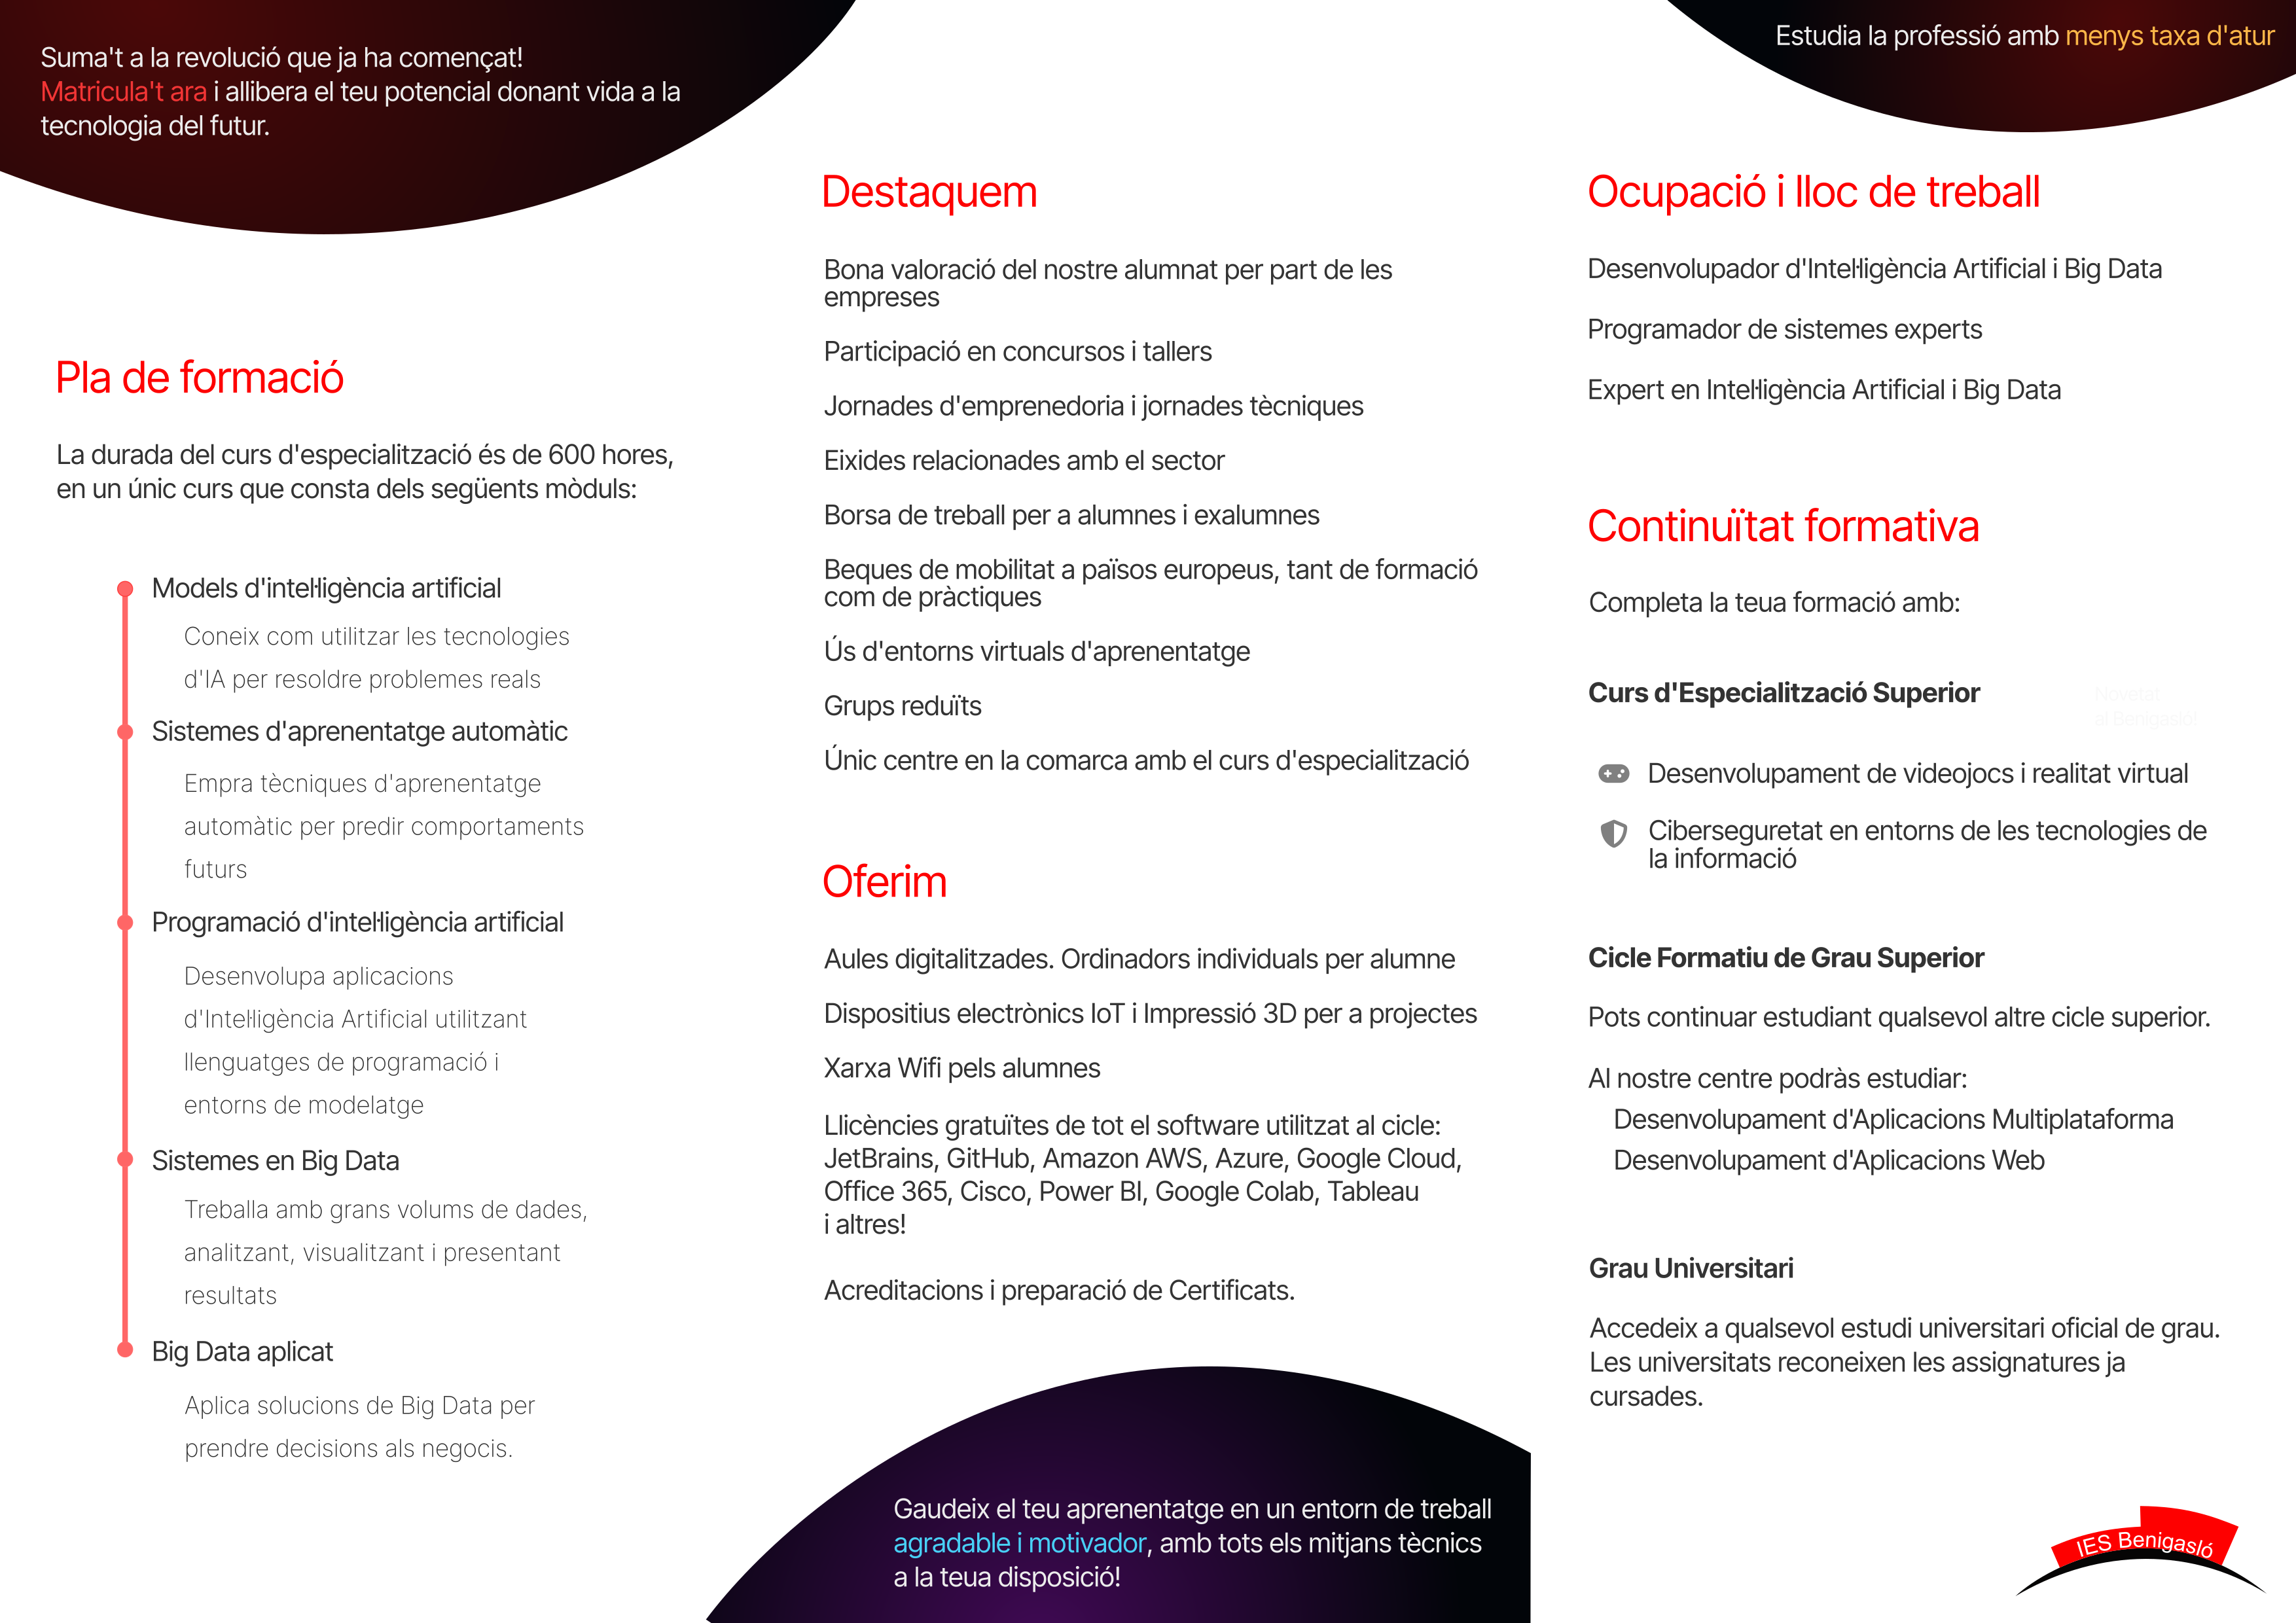 Suma't a la revolució que ja ha començat!
Matricula't ara i allibera el teu potencial donant vida a la
tecnologia del futur.
Pla de formació
La durada del curs d'especialització és de 600 hores,
en un únic curs que consta dels següents mòduls:
Models d'intel·ligència artificial
Coneix com utilitzar les tecnologies
d'IA per resoldre problemes reals
Sistemes d'aprenentatge automàtic
Empra tècniques d'aprenentatge
automàtic per predir comportaments
futurs
Programació d'intel·ligència artificial
Desenvolupa aplicacions
d'Intel·ligència Artificial utilitzant
llenguatges de programació i
entorns de modelatge
Sistemes en Big Data
Treballa amb grans volums de dades,
analitzant, visualitzant i presentant
resultats
Big Data aplicat
Aplica solucions de Big Data per
prendre decisions als negocis.
Destaquem
Bona valoració del nostre alumnat per part de les
empreses
Participació en concursos i tallers
Jornades d'emprenedoria i jornades tècniques
Eixides relacionades amb el sector
Borsa de treball per a alumnes i exalumnes
Beques de mobilitat a països europeus, tant de formació
com de pràctiques
Ús d'entorns virtuals d'aprenentatge
Grups reduïts
Únic centre en la comarca amb el curs d'especialització
Oferim
Aules digitalitzades. Ordinadors individuals per alumne
Dispositius electrònics IoT i Impressió 3D per a projectes
Xarxa Wifi pels alumnes
Llicències gratuïtes de tot el software utilitzat al cicle:
JetBrains, GitHub, Amazon AWS, Azure, Google Cloud,
Office 365, Cisco, Power BI, Google Colab, Tableau
i altres!
Acreditacions i preparació de Certificats.
Gaudeix el teu aprenentatge en un entorn de treball
agradable i motivador, amb tots els mitjans tècnics
a la teua disposició!
Estudia la professió amb menys taxa d'atur
Ocupació i lloc de treball
Desenvolupador d'Intel·ligència Artificial i Big Data
Programador de sistemes experts
Expert en Intel·ligència Artificial i Big Data
Continuïtat formativa
Completa la teua formació amb:
Curs d'Especialització Superior
Novetat
al Benigasló!
Desenvolupament de videojocs i realitat virtual
Ciberseguretat en entorns de les tecnologies de
la informació
Cicle Formatiu de Grau Superior
Pots continuar estudiant qualsevol altre cicle superior.
Al nostre centre podràs estudiar:
Desenvolupament d'Aplicacions Multiplataforma
Desenvolupament d'Aplicacions Web
Grau Universitari
Accedeix a qualsevol estudi universitari oficial de grau.
Les universitats reconeixen les assignatures ja
cursades.
IES Benigasló